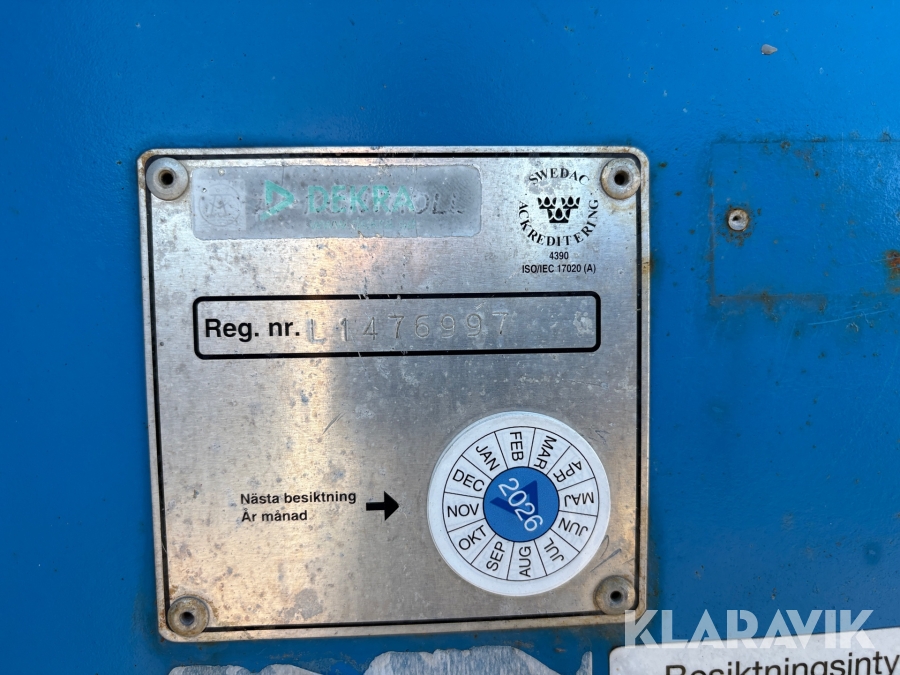 DEKRA
SWEDAC
ACKREDITERING
4390
ISO/IEC 17020 (A)
Reg. nr. L1476997
Nästa besiktning
År månad
JAN FEB MAR APR MAJ JUN JUL AUG SEP OKT NOV DEC
2026
KLARAVIK
Besiktningsinty